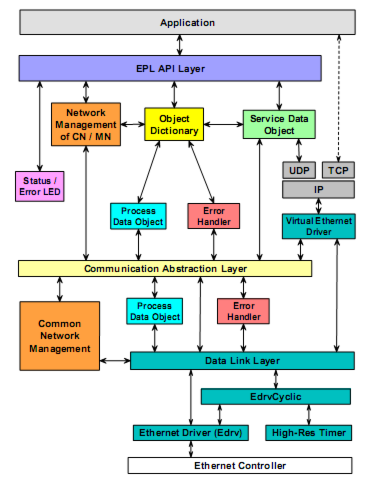 Application
EPL API Layer
Network
Management
of CN / MN
Object
Dictionary
Service Data
Object
UDP
TCP
Status /
Error LED
IP
Process
Data Object
Error
Handler
Virtual Ethernet
Driver
Communication Abstraction Layer
Process
Data Object
Error
Handler
Common
Network
Management
Data Link Layer
EdrvCyclic
Ethernet Driver (Edrv)
High-Res Timer
Ethernet Controller